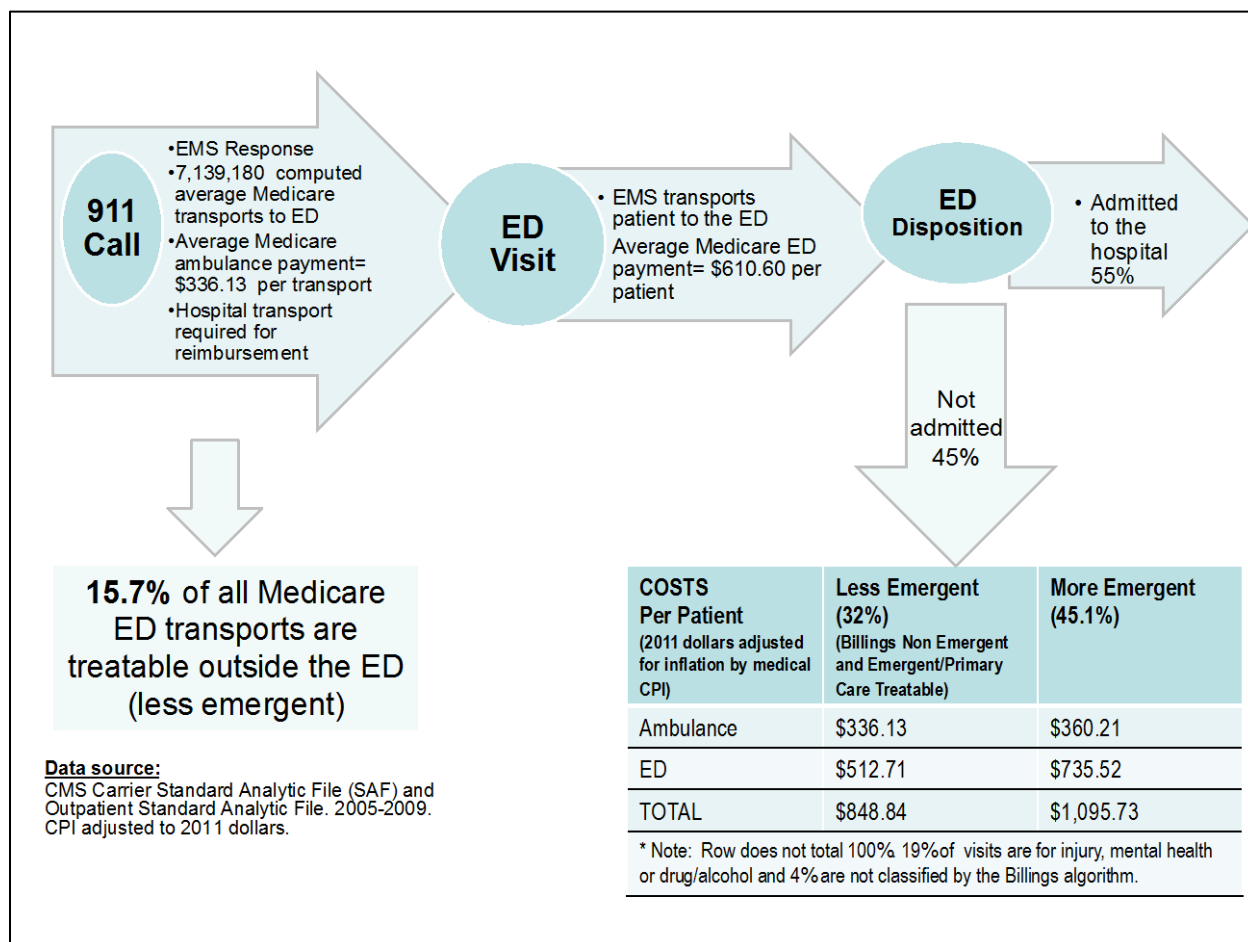 911
Call
•EMS Response
•7,139,180 computed
average Medicare
transports to ED
•Average Medicare
ambulance payment=
$336.13 per transport
•Hospital transport
required for
reimbursement
ED
Visit
• EMS transports
patient to the ED
Average Medicare ED
payment= $610.60 per
patient
ED
Disposition
• Admitted
to the
hospital
55%
Not
admitted
45%
15.7% of all Medicare
ED transports are
treatable outside the ED
(less emergent)
Data source:
CMS Carrier Standard Analytic File (SAF) and
Outpatient Standard Analytic File. 2005-2009.
CPI adjusted to 2011 dollars.
COSTS
Per Patient
(2011 dollars adjusted
for inflation by medical
CPI)
Less Emergent
(32%)
(Billings Non Emergent
and Emergent/Primary
Care Treatable)
More Emergent
(45.1%)
Ambulance $336.13 $360.21
ED $512.71 $735.52
TOTAL $848.84 $1,095.73
* Note: Row does not total 100%. 19% of visits are for injury, mental health
or drug/alcohol and 4% are not classified by the Billings algorithm.